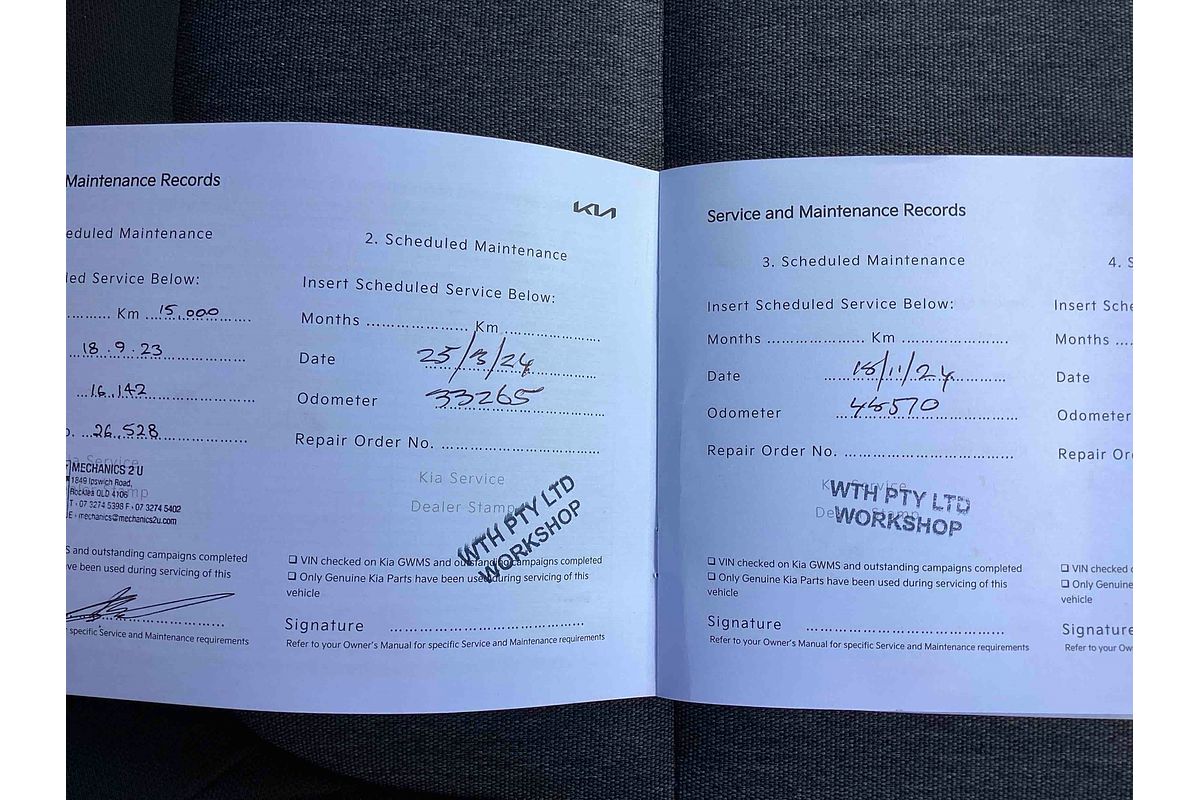 Maintenance Records
eduled Maintenance
led Service Below:
Km 15,000
18.9.23
16,142
26,528
MECHANICS 2 U
1849 Ipswich Road,
Rocklea QLD 4106
T - 07 3274 5398 F - 07 3274 5402
E - mechanics@mechanics2u.com
S and outstanding campaigns completed
ve been used during servicing of this
specific Service and Maintenance requirements
KIA
2. Scheduled Maintenance
Insert Scheduled Service Below:
Months Km
Date 25/3/24
Odometer 33265
Repair Order No.
Kia Service
Dealer Stamp
WTH PTY LTD
WORKSHOP
❑ VIN checked on Kia GWMS and outstanding campaigns completed
❑ Only Genuine Kia Parts have been used during servicing of this
vehicle
Signature
Refer to your Owner's Manual for specific Service and Maintenance requirements
Service and Maintenance Records
3. Scheduled Maintenance
Insert Scheduled Service Below:
Months Km
Date
Odometer
Repair Order No.
Kia Service
Dealer Stamp
WTH PTY LTD
WORKSHOP
❑ VIN checked on Kia GWMS and outstanding campaigns completed
❑ Only Genuine Kia Parts have been used during servicing of this
vehicle
Signature
Refer to your Owner's Manual for specific Service and Maintenance requirements
4. S
Insert Sche
Months
Date
Odometer
Repair Or
❑ VIN checked
❑ Only Genuine
vehicle
Signature
Refer to your Ow